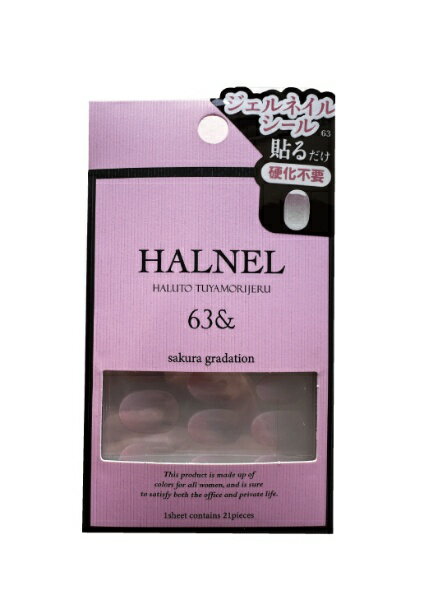 ジェルネイル
シール
63
貼るだけ
硬化不要
HALNEL
HALUTO TUYAMORIJERU
63&
sakura gradation
This product is made up of
colors for all women, and is sure
to satisfy both the office and private life.
1sheet contains 21pieces